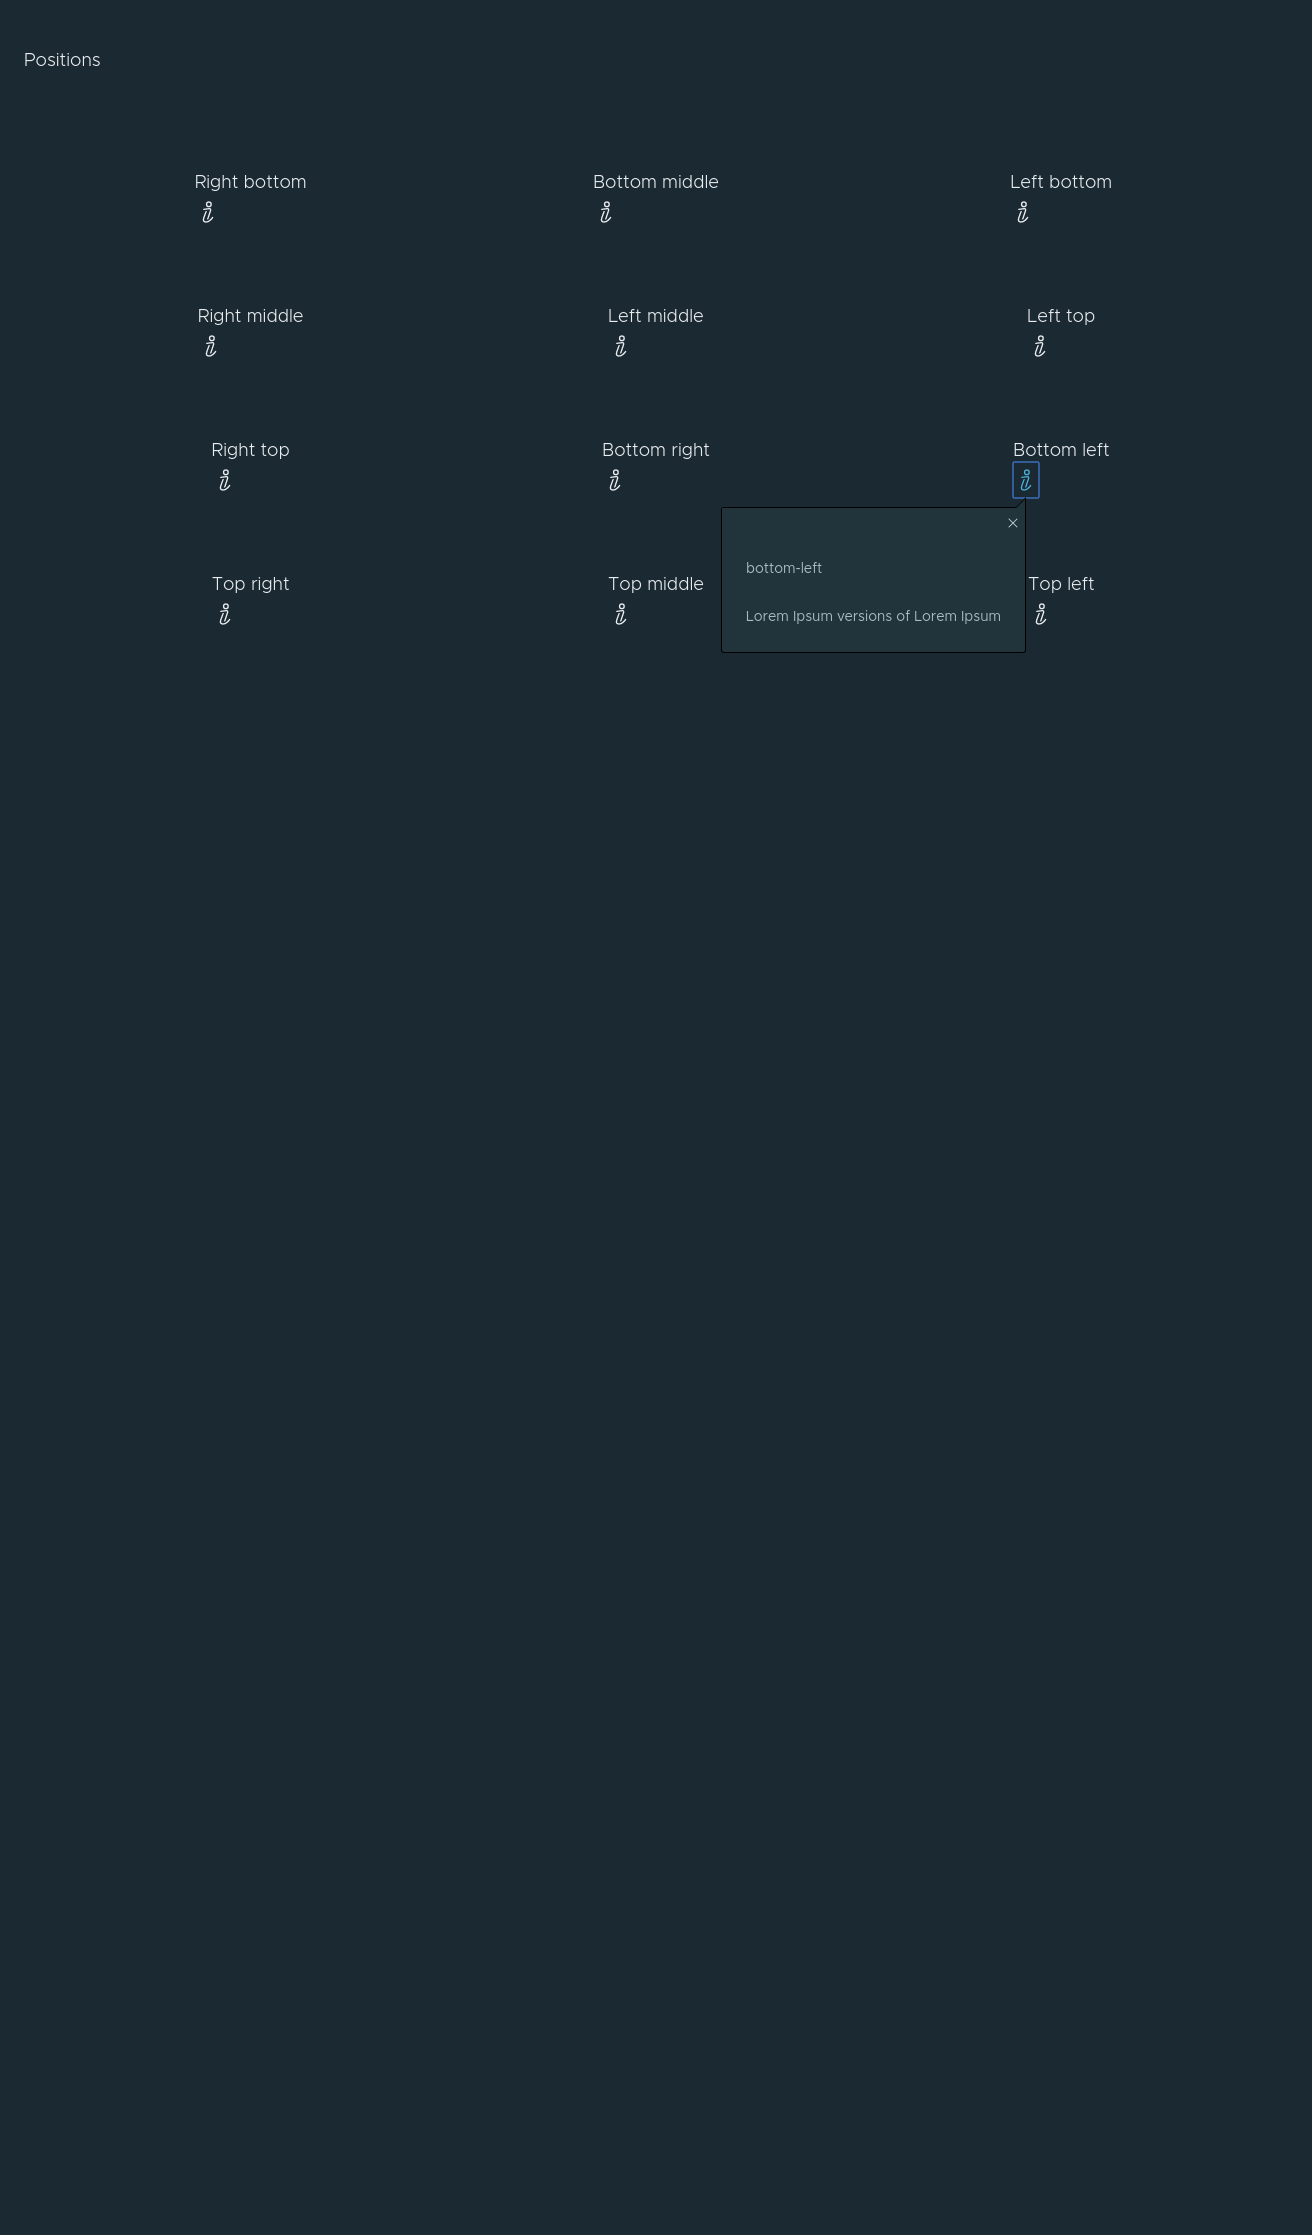 Positions
Right bottom
Bottom middle
Left bottom
Right middle
Left middle
Left top
Right top
Bottom right
Bottom left
bottom-left
Lorem Ipsum versions of Lorem Ipsum
Top right
Top middle
Top left